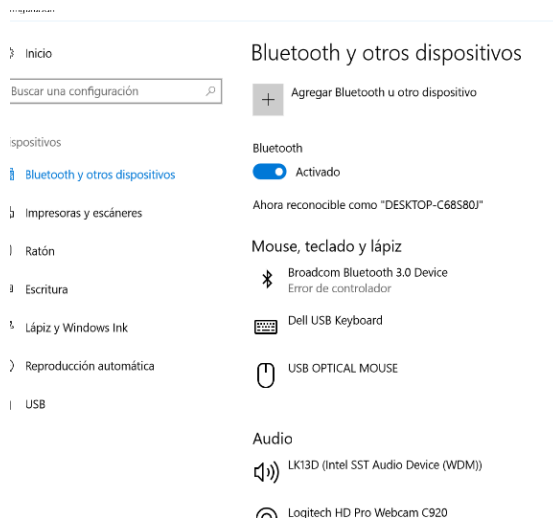 Inicio
Buscar una configuración
ispositivos
Bluetooth y otros dispositivos
Impresoras y escáneres
Ratón
Escritura
Lápiz y Windows Ink
Reproducción automática
USB
Bluetooth y otros dispositivos
Agregar Bluetooth u otro dispositivo
Bluetooth
Activado
Ahora reconocible como "DESKTOP-C68S80J"
Mouse, teclado y lápiz
Broadcom Bluetooth 3.0 Device
Error de controlador
Dell USB Keyboard
USB OPTICAL MOUSE
Audio
LK13D (Intel SST Audio Device (WDM))
Logitech HD Pro Webcam C920